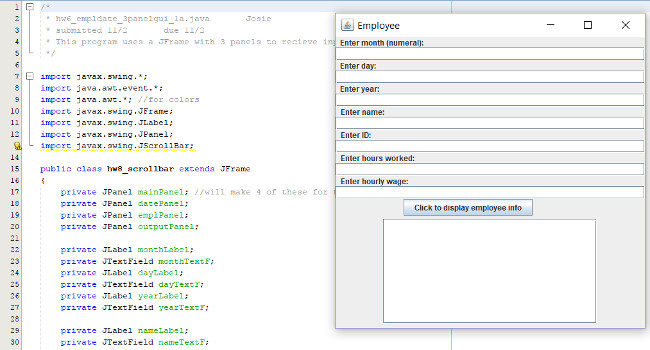 1 /*
2 * hw6_empldate_3panelgui_la.java Josie
3 * submitted 11/2 due 11/2
4 * This program uses a JFrame with 3 panels to recieve
5 */
6
7 import javax.swing.*;
8 import java.awt.event.*;
9 import java.awt.*; //for colors
10 import javax.swing.JFrame;
11 import javax.swing.JLabel;
12 import javax.swing.JPanel;
import javax.swing.JScrollBar;
14
15 public class hw8_scrollbar extends JFrame
16 {
17 private JPanel mainPanel; //will make 4 of these for
18 private JPanel datePanel;
19 private JPanel emplPanel;
20 private JPanel outputPanel;
21
22 private JLabel monthLabel;
23 private JTextField monthTextF;
24 private JLabel dayLabel;
25 private JTextField dayTextF;
26 private JLabel yearLabel;
27 private JTextField yearTextF;
28
29 private JLabel nameLabel;
30 private JTextField nameTextF;
Employee
Enter month (numeral):
Enter day:
Enter year:
Enter name:
Enter ID:
Enter hours worked:
Enter hourly wage:
Click to display employee info